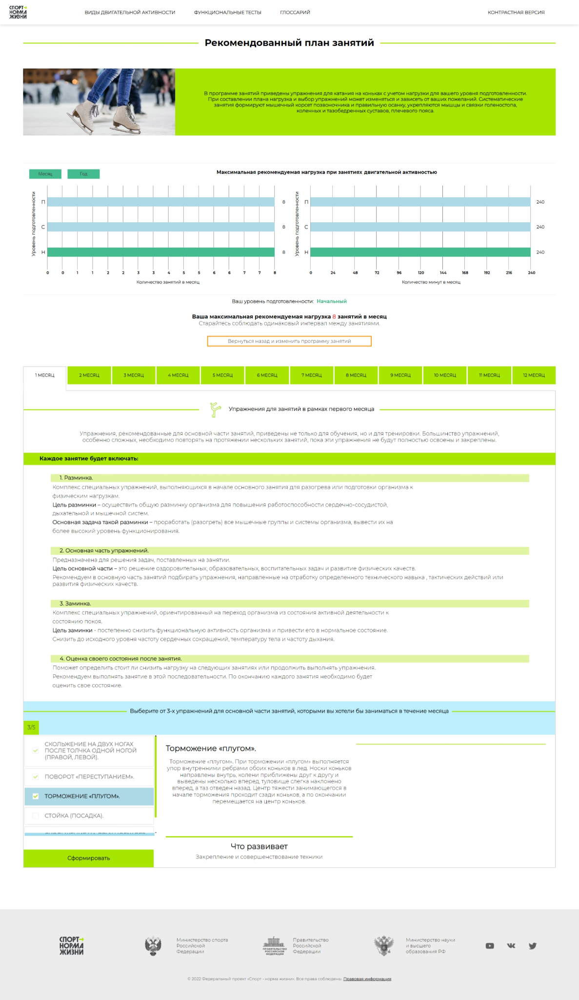 СПОРТ
НОРМА
ЖИЗНИ
ВИДЫ ДВИГАТЕЛЬНОЙ АКТИВНОСТИ
ФУНКЦИОНАЛЬНЫЕ ТЕСТЫ
ГЛОССАРИЙ
КОНТРАСТНАЯ ВЕРСИЯ
Рекомендованный план занятий
В программе занятий приведены упражнения для катания на коньках с учетом нагрузки для вашего уровня подготовленности.
При составлении плана нагрузка и выбор упражнений может изменяться и зависеть от ваших пожеланий. Систематические
занятия формируют мышечный корсет позвоночника и правильную осанку, укрепляются мышцы и связки голеностопа,
коленных и тазобедренных суставов, плечевого пояса.
Месяц
Год
Максимальная рекомендуемая нагрузка при занятиях двигательной активностью
Уровень подготовленности
П
8
С
8
Н
8
0 0 1 1 2 2 3 3 4 5 5 6 6 7 7 8
Количество занятий в месяц
Уровень подготовленности
П
240
С
240
Н
240
0 24 48 72 96 120 144 168 192 216 240
Количество минут в месяц
Ваш уровень подготовленности: Начальный
Ваша максимальная рекомендуемая нагрузка 8 занятий в месяц
Старайтесь соблюдать одинаковый интервал между занятиями.
Вернуться назад и изменить программу занятий
1 МЕСЯЦ
2 МЕСЯЦ
3 МЕСЯЦ
4 МЕСЯЦ
5 МЕСЯЦ
6 МЕСЯЦ
7 МЕСЯЦ
8 МЕСЯЦ
9 МЕСЯЦ
10 МЕСЯЦ
11 МЕСЯЦ
12 МЕСЯЦ
Упражнения для занятий в рамках первого месяца
Упражнения, рекомендованные для основной части занятий, приведены не только для обучения, но и для тренировки. Большинство упражнений,
особенно сложных, необходимо повторять на протяжении нескольких занятий, пока эти упражнения не будут полностью освоены и закреплены.
Каждое занятие будет включать:
1. Разминка.
Комплекс специальных упражнений, выполняющихся в начале основного занятия для разогрева или подготовки организма к
физическим нагрузкам.
Цель разминки – осуществить общую разминку организма для повышения работоспособности сердечно-сосудистой,
дыхательной и мышечной систем.
Основная задача такой разминки – проработать (разогреть) все мышечные группы и системы организма, вывести их на
более высокий уровень функционирования.
2. Основная часть упражнений.
Предназначена для решения задач, поставленных на занятии.
Цель основной части – это решение оздоровительных, образовательных, воспитательных задач и развитие физических качеств.
Рекомендуем в основную часть занятий подбирать упражнения, направленные на отработку определенного технического навыка , тактических действий или
развития физических качеств.
3. Заминка.
Комплекс специальных упражнений, ориентированный на переход организма из состояния активной деятельности к
состоянию покоя.
Цель заминки - постепенно снизить функциональную активность организма и привести его в нормальное состояние.
Снизить до исходного уровня частоту сердечных сокращений, температуру тела и частоту дыхания.
4. Оценка своего состояния после занятия.
Поможет определить стоит ли снизить нагрузку на следующих занятиях или продолжить выполнять упражнения.
Рекомендуем выполнять занятие в этой последовательности. По окончанию каждого занятия необходимо будет
оценить свое состояние.
Выберите от 3-х упражнений для основной части занятий, которыми вы хотели бы заниматься в течение месяца
3/5
СКОЛЬЖЕНИЕ НА ДВУХ НОГАХ
ПОСЛЕ ТОЛЧКА ОДНОЙ НОГОЙ
(ПРАВОЙ, ЛЕВОЙ).
ПОВОРОТ «ПЕРЕСТУПАНИЕМ».
ТОРМОЖЕНИЕ «ПЛУГОМ».
СТОЙКА (ПОСАДКА).
Сформировать
Торможение «плугом».
Торможение «плугом». При торможении «плугом» выполняется
упор внутренними ребрами обоих коньков в лед. Носки коньков
направлены внутрь, колени приближены друг к другу и
выведены несколько вперед, туловище слегка наклонено
вперед, а таз отведен назад. Центр тяжести занимающегося в
начале торможения проходит сзади коньков, а по окончании
перемещается на центр коньков.
Что развивает
Закрепление и совершенствование техники
СПОРТ
НОРМА
ЖИЗНИ
Министерство спорта
Российской
Федерации
ПРАВИТЕЛЬСТВО
РОССИЙСКОЙ
ФЕДЕРАЦИИ
Правительство
Российской
Федерации
Министерство науки
и высшего
образования РФ
© 2022 Федеральный проект «Спорт - норма жизни». Все права соблюдены. Правовая информация